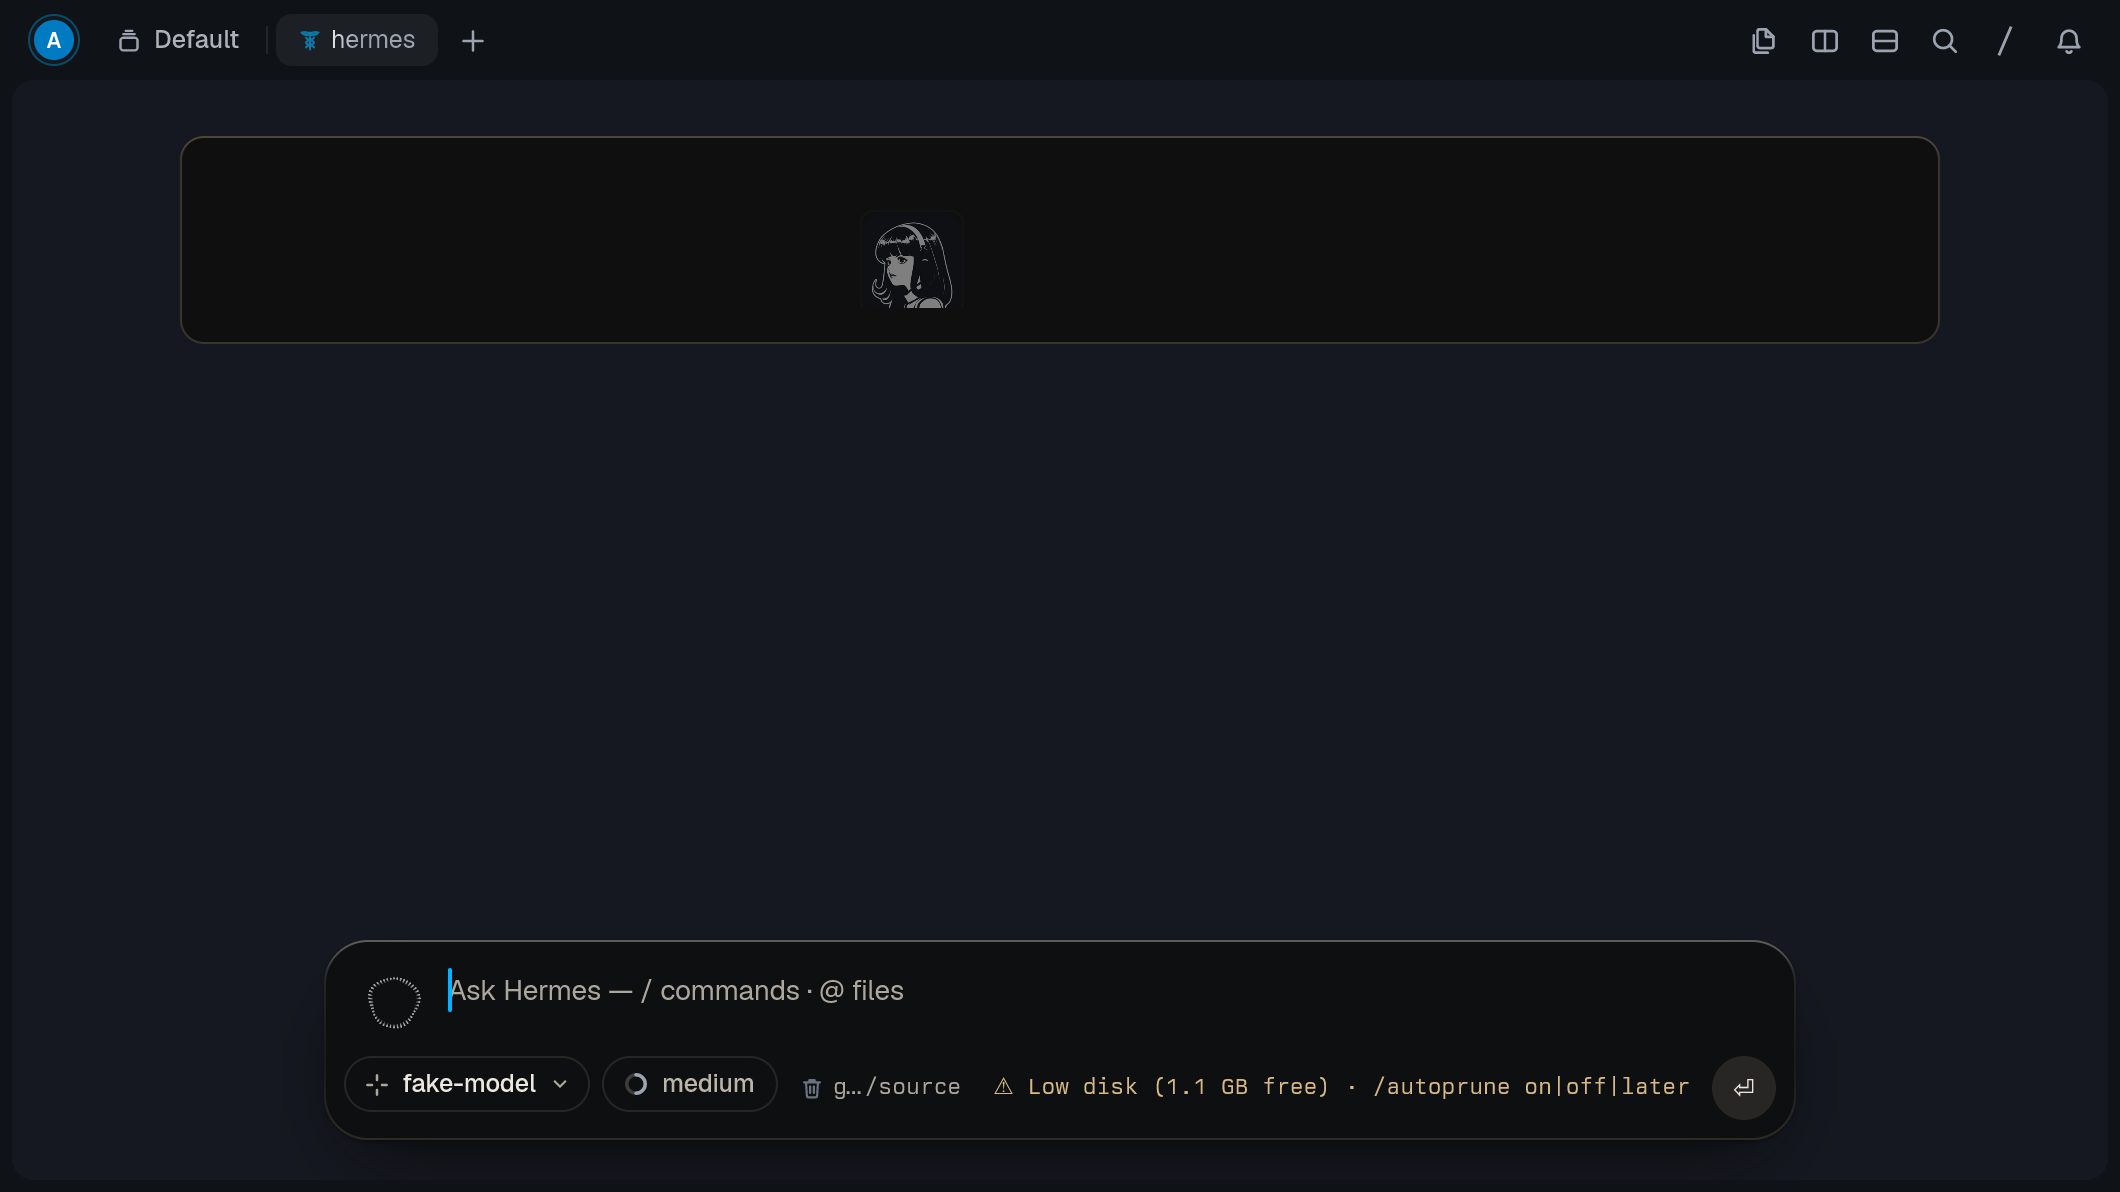 A Default hermes
Ask Hermes — / commands · @ files
fake-model medium g…/source ⚠ Low disk (1.1 GB free) · /autoprune on|off|later